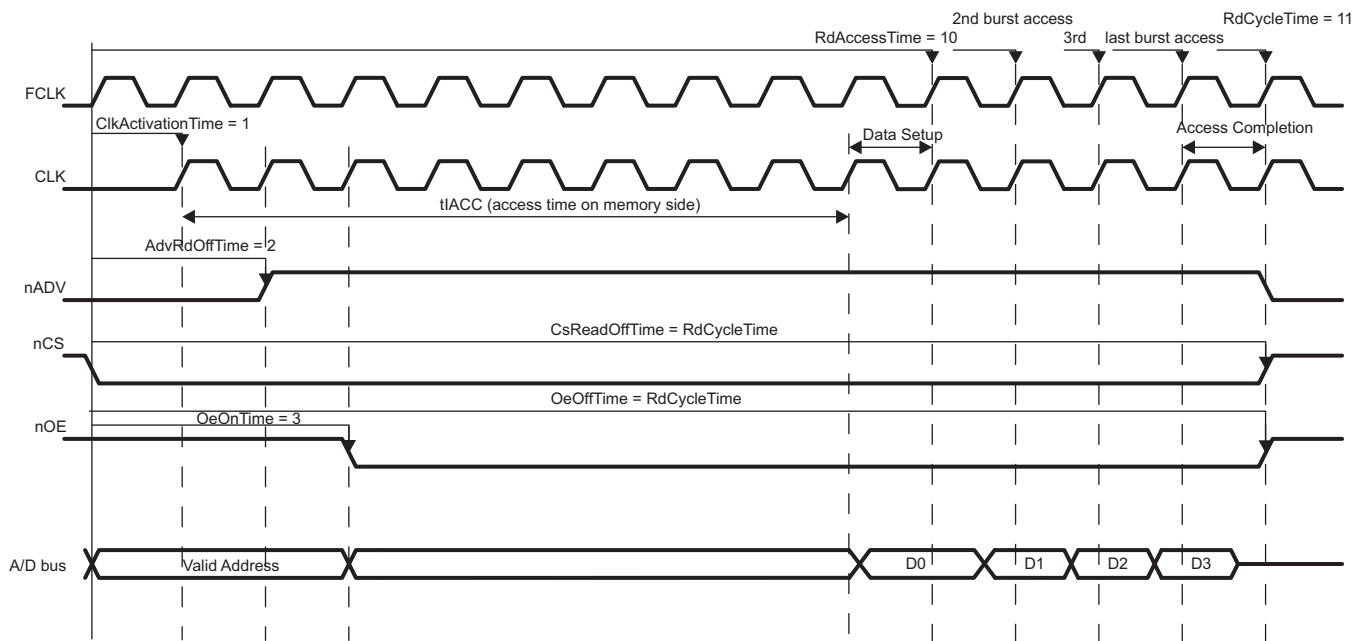 2nd burst access
RdCycleTime = 11
RdAccessTime = 10
3rd
last burst access
FCLK
ClkActivationTime = 1
Data Setup
Access Completion
CLK
tIACC (access time on memory side)
AdvRdOffTime = 2
nADV
CsReadOffTime = RdCycleTime
nCS
OeOffTime = RdCycleTime
OeOnTime = 3
nOE
A/D bus
Valid Address
D0
D1
D2
D3